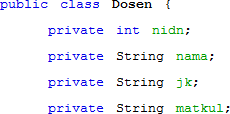 public class Dosen {
private int nidn;
private String nama;
private String jk;
private String matkul;